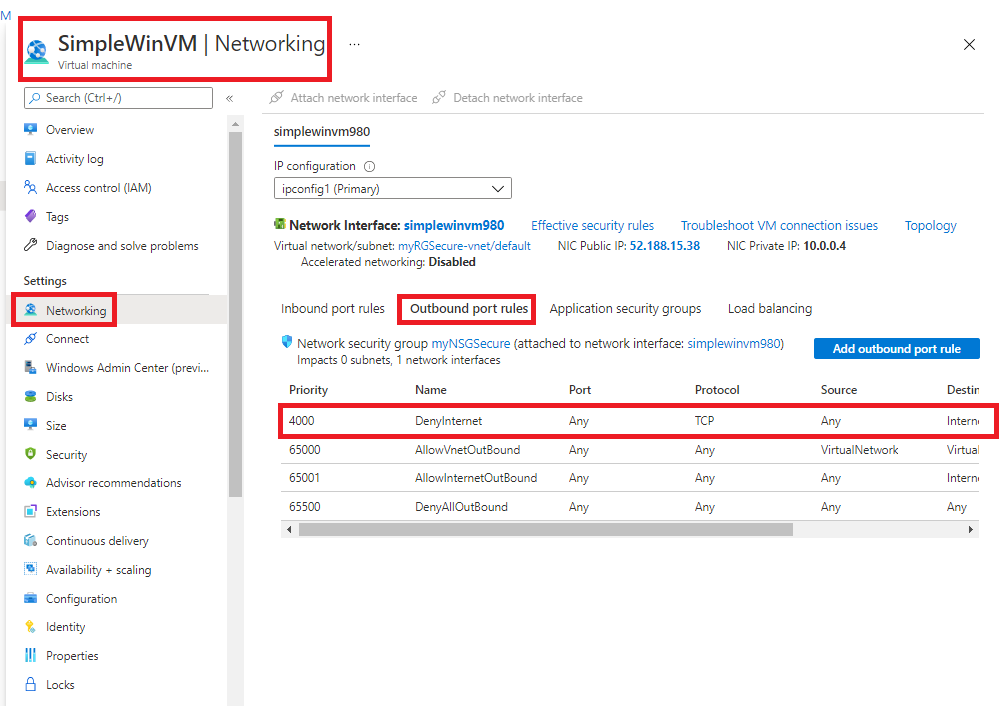 M
SimpleWinVM | Networking ...
Virtual machine
Search (Ctrl+/)
«
Overview
Activity log
Access control (IAM)
Tags
Diagnose and solve problems
Settings
Networking
Connect
Windows Admin Center (previ...
Disks
Size
Security
Advisor recommendations
Extensions
Continuous delivery
Availability + scaling
Configuration
Identity
Properties
Locks
Attach network interface Detach network interface
simplewinvm980
IP configuration
ipconfig1 (Primary)
Network Interface: simplewinvm980 Effective security rules Troubleshoot VM connection issues Topology
Virtual network/subnet: myRGSecure-vnet/default NIC Public IP: 52.188.15.38 NIC Private IP: 10.0.0.4
Accelerated networking: Disabled
Inbound port rules Outbound port rules Application security groups Load balancing
Network security group myNSGSecure (attached to network interface: simplewinvm980)
Impacts 0 subnets, 1 network interfaces
Add outbound port rule
Priority Name Port Protocol Source Destin
4000 DenyInternet Any TCP Any Intern
65000 AllowVnetOutBound Any Any VirtualNetwork Virtual
65001 AllowInternetOutBound Any Any Any Intern
65500 DenyAllOutBound Any Any Any Any